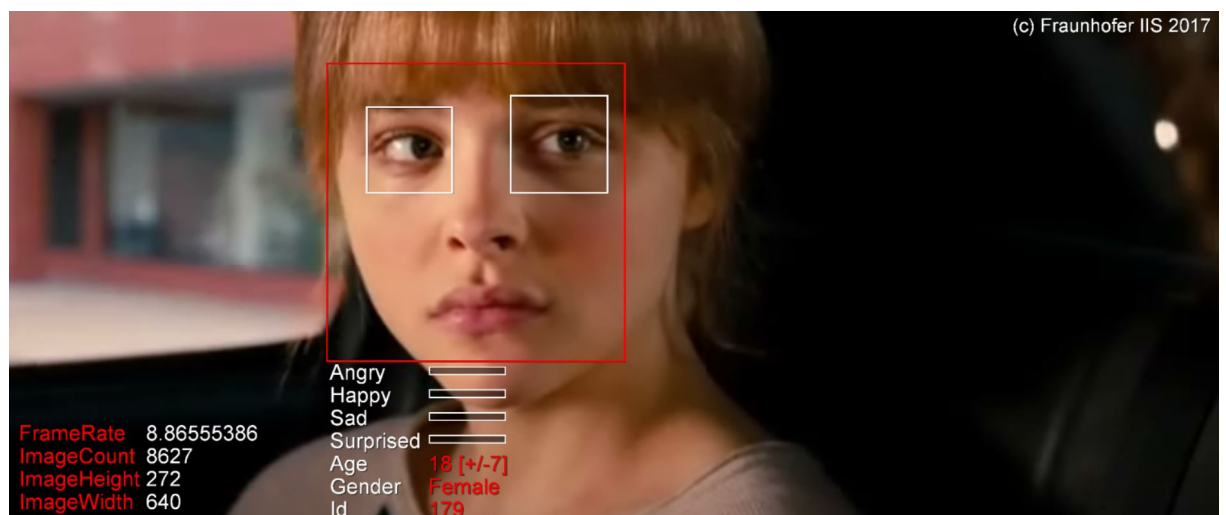 (c) Fraunhofer IIS 2017
Angry
Happy
Sad
Surprised
Age 18 [+/-7]
Gender Female
Id 179
FrameRate 8.86555386
ImageCount 8627
ImageHeight 272
ImageWidth 640